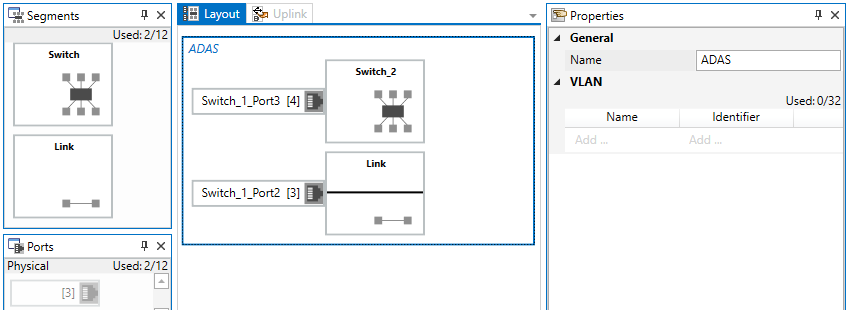 Segments
Used: 2/12
Switch
Link
Ports
Physical Used: 2/12
[3]
Layout Uplink
ADAS
Switch_2
Switch_1_Port3 [4]
Link
Switch_1_Port2 [3]
Properties
General
Name ADAS
VLAN
Used: 0/32
Name Identifier
Add ... Add ...